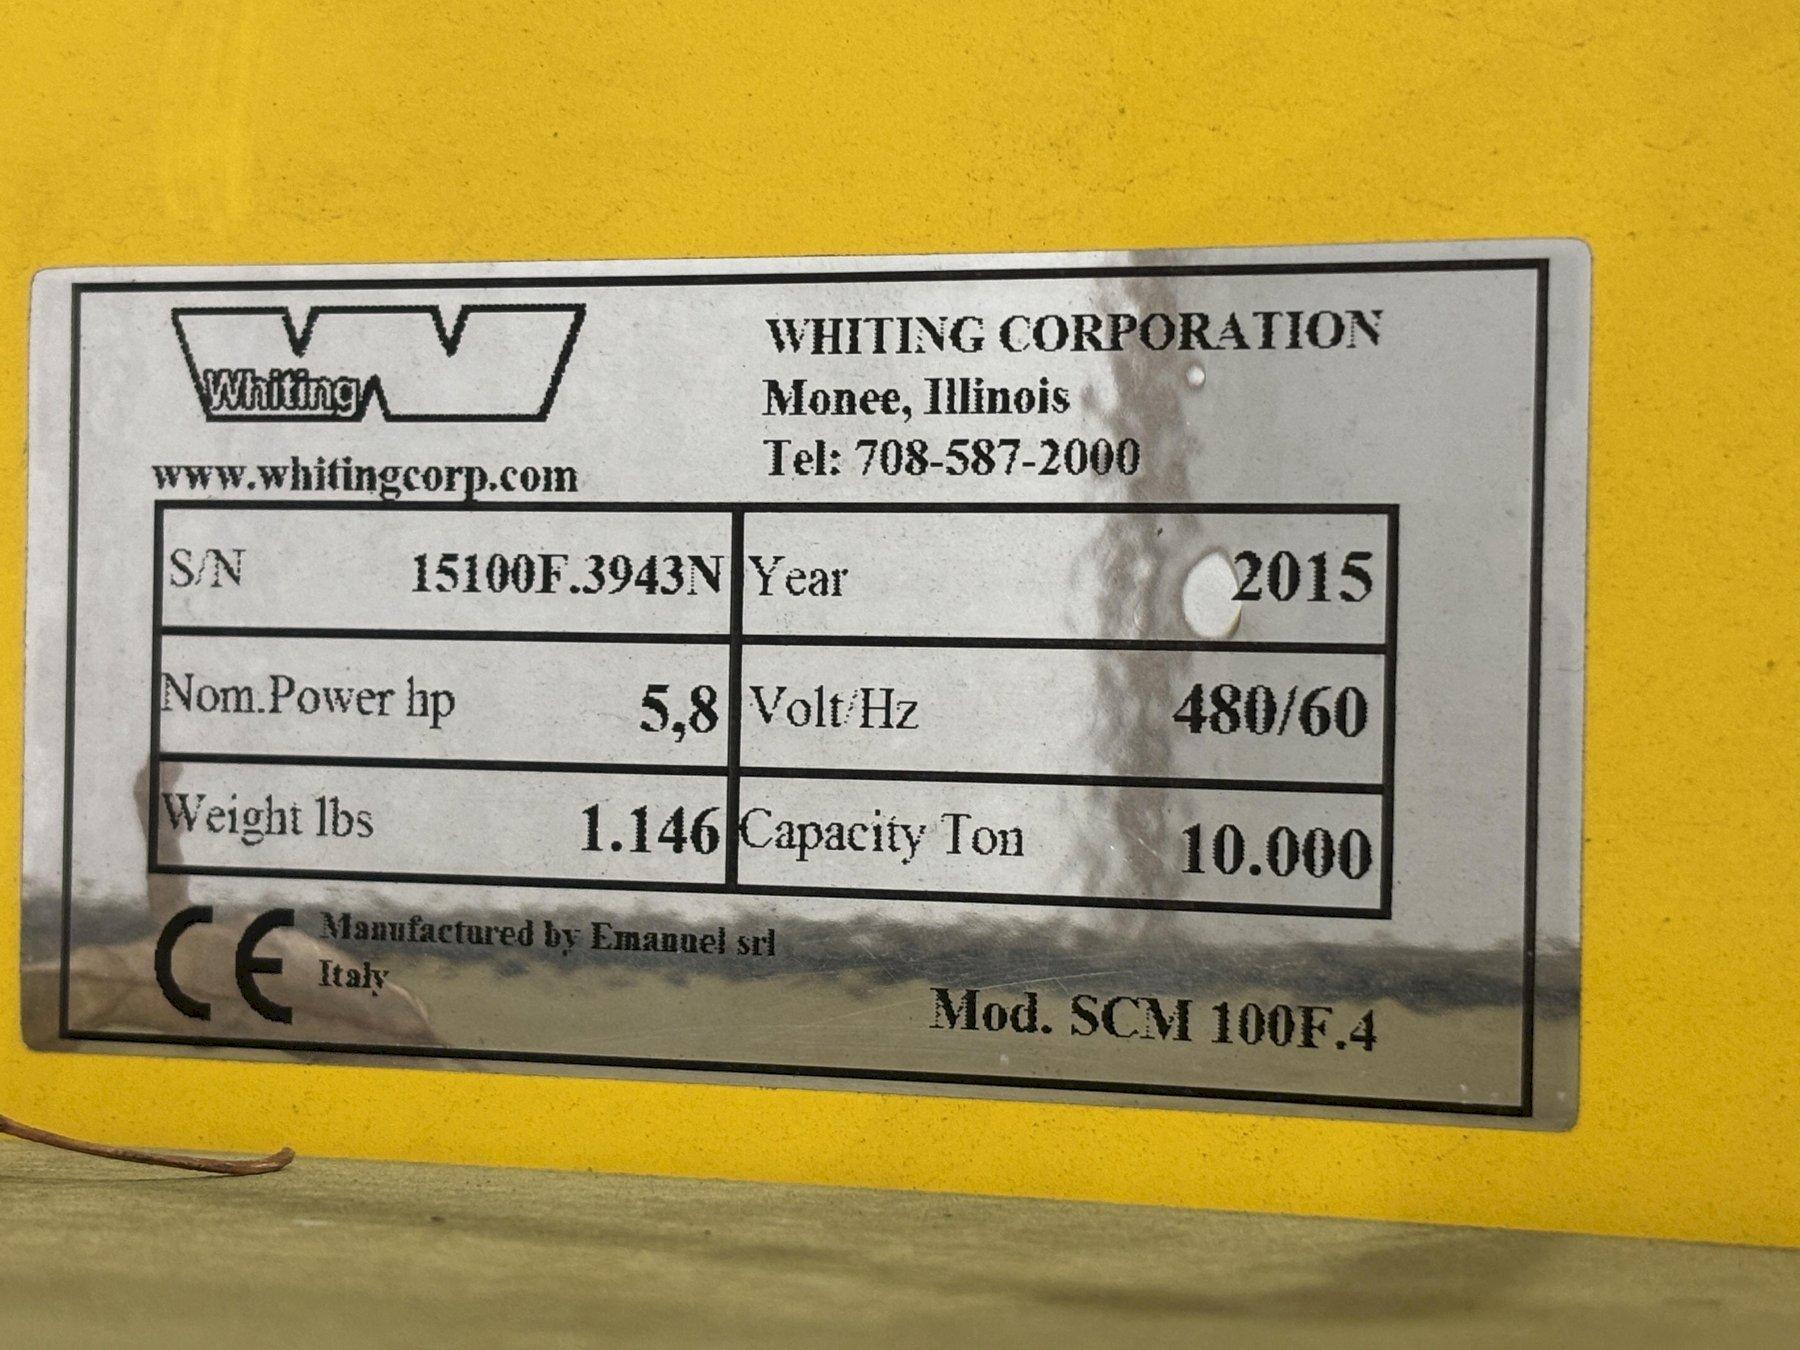 Whiting
www.whitingcorp.com
WHITING CORPORATION
Monee, Illinois
Tel: 708-587-2000
S/N 15100F.3943N Year 2015
Nom.Power hp 5,8 Volt/Hz 480/60
Weight lbs 1.146 Capacity Ton 10.000
CE Manufactured by Emanuel srl
Italy
Mod. SCM 100F.4